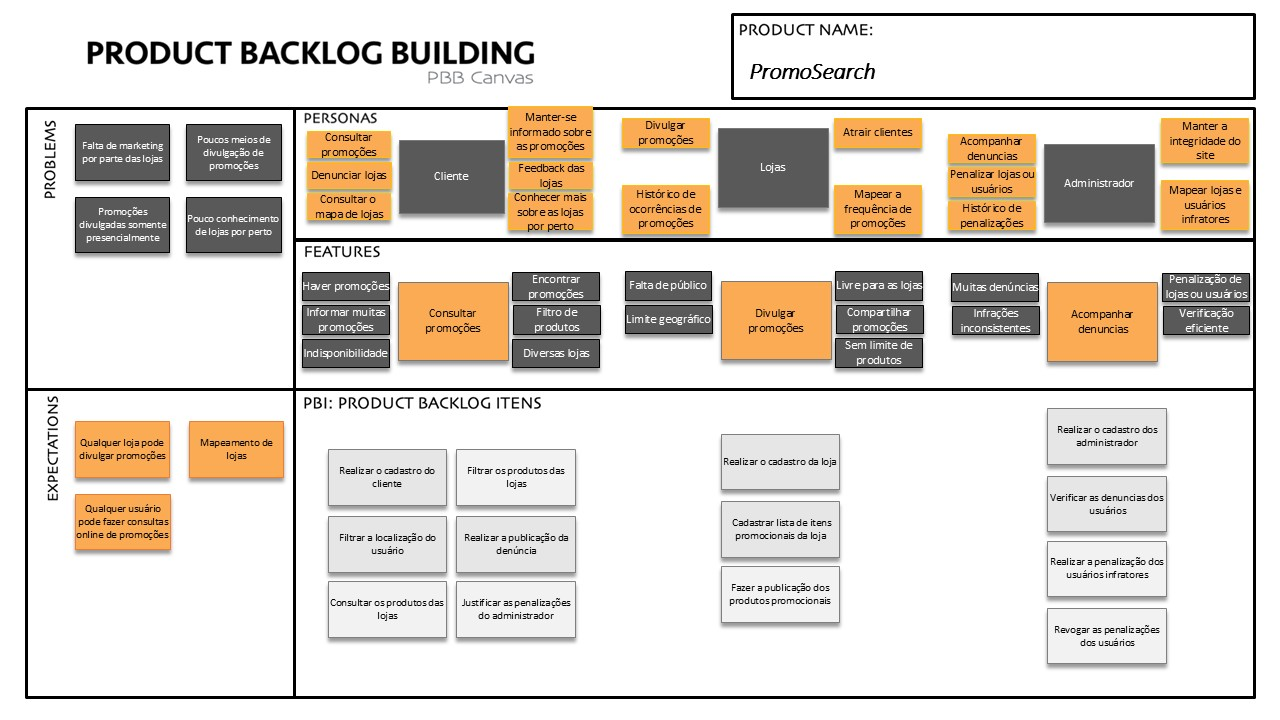 PRODUCT BACKLOG BUILDING
PBB Canvas
PRODUCT NAME:
PromoSearch
PROBLEMS
Falta de marketing
por parte das lojas
Poucos meios de
divulgação de
promoções
Promoções
divulgadas somente
presencialmente
Pouco conhecimento
de lojas por perto
PERSONAS
Consultar
promoções
Denunciar lojas
Consultar o
mapa de lojas
Cliente
Manter-se
informado sobre
as promoções
Feedback das
lojas
Conhecer mais
sobre as lojas
por perto
Divulgar
promoções
Histórico de
ocorrências de
promoções
Lojas
Atrair clientes
Mapear a
frequência de
promoções
Acompanhar
denuncias
Penalizar lojas ou
usuários
Histórico de
penalizações
Administrador
Manter a
integridade do
site
Mapear lojas e
usuários
infratores
FEATURES
Haver promoções
Informar muitas
promoções
Indisponibilidade
Consultar
promoções
Encontrar
promoções
Filtro de
produtos
Diversas lojas
Falta de público
Limite geográfico
Divulgar
promoções
Livre para as lojas
Compartilhar
promoções
Sem limite de
produtos
Muitas denúncias
Infrações
inconsistentes
Acompanhar
denuncias
Penalização de
lojas ou usuários
Verificação
eficiente
EXPECTATIONS
Qualquer loja pode
divulgar promoções
Mapeamento de
lojas
Qualquer usuário
pode fazer consultas
online de promoções
PBI: PRODUCT BACKLOG ITENS
Realizar o cadastro do
cliente
Filtrar os produtos das
lojas
Filtrar a localização do
usuário
Realizar a publicação da
denúncia
Consultar os produtos das
lojas
Justificar as penalizações
do administrador
Realizar o cadastro da loja
Cadastrar lista de itens
promocionais da loja
Fazer a publicação dos
produtos promocionais
Realizar o cadastro dos
administrador
Verificar as denuncias dos
usuários
Realizar a penalização dos
usuários infratores
Revogar as penalizações
dos usuários